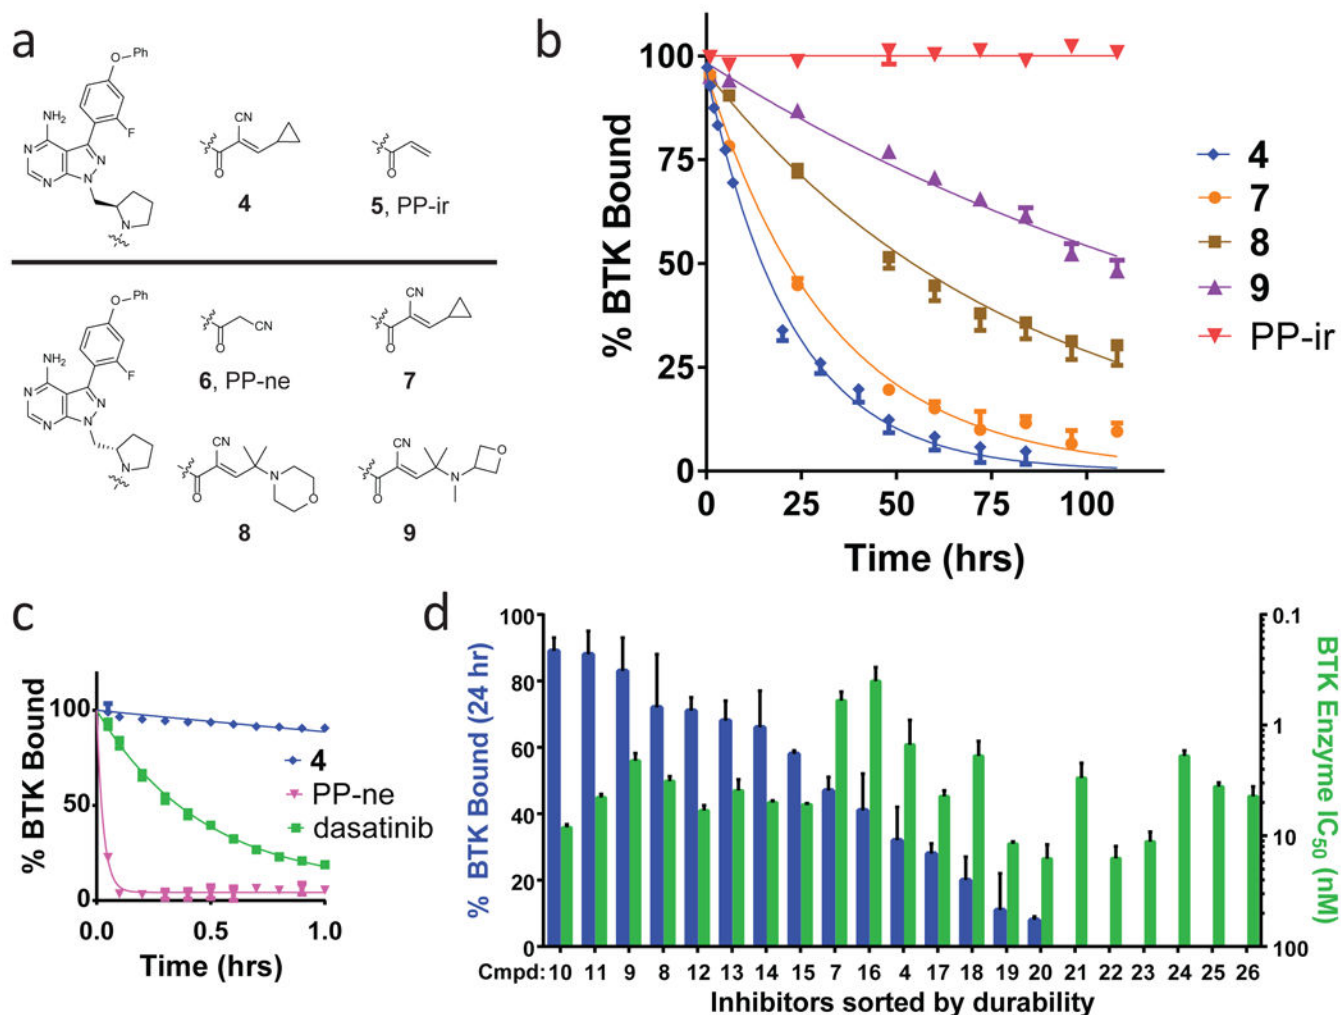 a
O Ph
NH2
F
N
N
N
N
N
CN
O
4
O
5, PP-ir
O Ph
NH2
F
N
N
N
N
N
CN
O
6, PP-ne
CN
O
7
CN
O
N
O
8
CN
O
N
O
9
b
% BTK Bound
100
75
50
25
0
0 25 50 75 100
Time (hrs)
4
7
8
9
PP-ir
c
% BTK Bound
100
50
0
0.0 0.5 1.0
Time (hrs)
4
PP-ne
dasatinib
d
% BTK Bound (24 hr)
100
80
60
40
20
0
0.1
1
10
100
BTK Enzyme IC50 (nM)
Cmpd: 10 11 9 8 12 13 14 15 7 16 4 17 18 19 20 21 22 23 24 25 26
Inhibitors sorted by durability